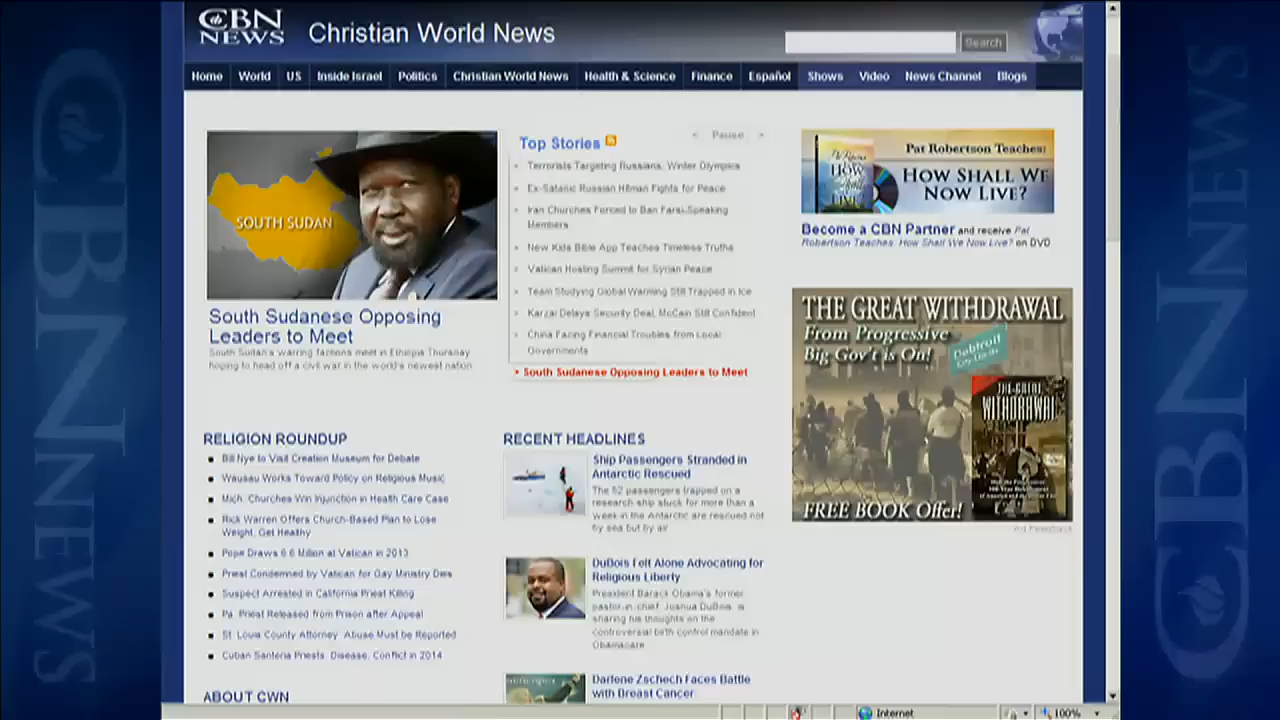 CBN
NEWS
Christian World News
Search
Home
World
US
Inside Israel
Politics
Christian World News
Health & Science
Finance
Español
Shows
Video
News Channel
Blogs
SOUTH SUDAN
South Sudanese Opposing
Leaders to Meet
South Sudan's warring factions meet in Ethiopia Thursday
hoping to head off a civil war in the world's newest nation
Top Stories
< Pause >
Terrorists Targeting Russians, Winter Olympics
Ex-Satanic Russian Hitman Fights for Peace
Iran Churches Forced to Ban Farsi-Speaking
Members
New Kids Bible App Teaches Timeless Truths
Vatican Hosting Summit for Syrian Peace
Team Studying Global Warming Still Trapped in Ice
Karzai Delays Security Deal, McCain Still Confident
China Facing Financial Troubles from Local
Governments
South Sudanese Opposing Leaders to Meet
Pat Robertson Teaches:
HOW SHALL WE
NOW LIVE?
Become a CBN Partner and receive Pat
Robertson Teaches: How Shall We Now Live? on DVD
THE GREAT WITHDRAWAL
From Progressive
Big Gov't is On!
Debtroit
City Limits
THE GREAT
WITHDRAWAL
FREE BOOK Offer!
Ad Feedback
RELIGION ROUNDUP
Bill Nye to Visit Creation Museum for Debate
Wausau Works Toward Policy on Religious Music
Mich. Churches Win Injunction in Health Care Case
Rick Warren Offers Church-Based Plan to Lose
Weight, Get Healthy
Pope Draws 6.6 Million at Vatican in 2013
Priest Condemned by Vatican for Gay Ministry Dies
Suspect Arrested in California Priest Killing
Pa. Priest Released from Prison after Appeal
St. Louis County Attorney: Abuse Must be Reported
Cuban Santeria Priests: Disease, Conflict in 2014
ABOUT CWN
RECENT HEADLINES
Ship Passengers Stranded in
Antarctic Rescued
The 52 passengers trapped on a
research ship stuck for more than a
week in the Antarctic are rescued not
by sea but by air
DuBois Felt Alone Advocating for
Religious Liberty
President Barack Obama's former
pastor-in-chief, Joshua DuBois, is
sharing his thoughts on the
controversial birth control mandate in
Obamacare
Darlene Zschech Faces Battle
with Breast Cancer
Internet
100%
CBN NEWS
CBN NEWS